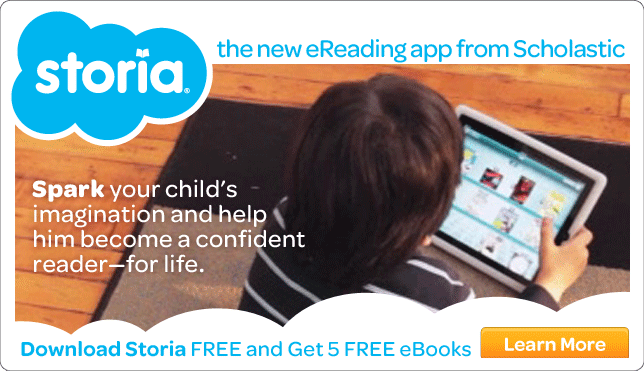 storia®
the new eReading app from Scholastic
Spark your child's
imagination and help
him become a confident
reader—for life.
Download Storia FREE and Get 5 FREE eBooks
Learn More